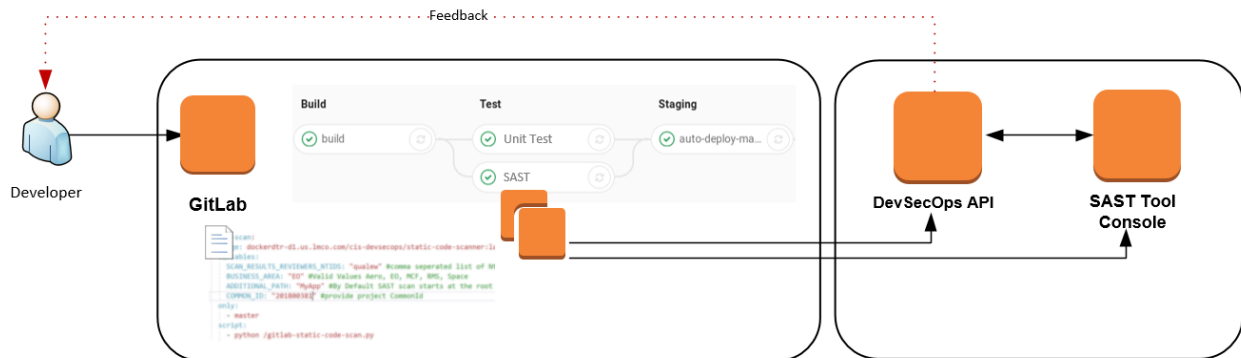 Feedback
Build
Test
Staging
build
Unit Test
auto-deploy-ma...
SAST
Developer
GitLab
DevSecOps API
SAST Tool
Console
scan:
dockerdtr-d1.us.lmco.com/cis-devsecops/static-code-scanner:la
ables:
SCAN_RESULTS_REVIEWERS_NTIDS: "qualew" #comma seperated list of
BUSINESS_AREA: "EO" #Valid Values Aero, EO, MCF, RMS, Space
ADDITIONAL_PATH: "MyApp" #By Default SAST scan starts at the root
COMMON_ID: "201800381" #provide project CommonId
only:
- master
script:
- python /gitlab-static-code-scan.py